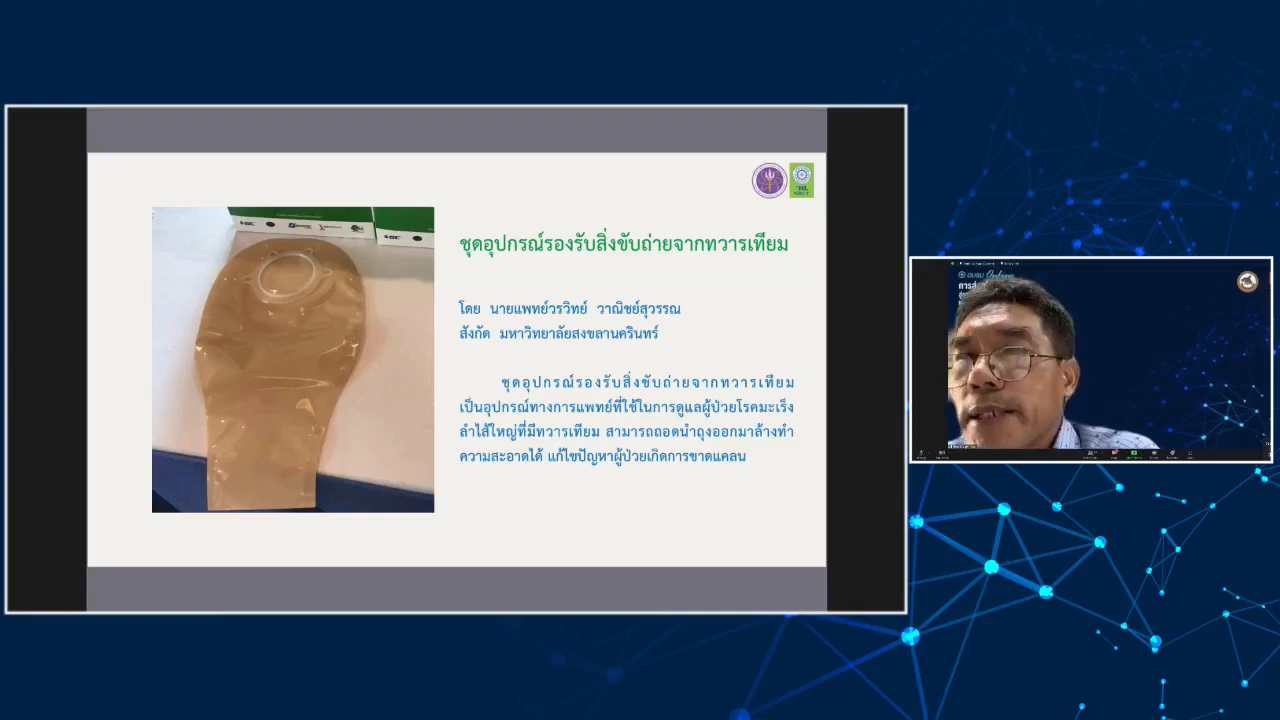 ชุดอุปกรณ์รองรับสิ่งขับถ่ายจากทวารเทียม
โดย นายแพทย์วรวิทย์ วาณิชย์สุวรรณ
สังกัด มหาวิทยาลัยสงขลานครินทร์
ชุดอุปกรณ์รองรับสิ่งขับถ่ายจากทวารเทียม
เป็นอุปกรณ์ทางการแพทย์ที่ใช้ในการดูแลผู้ป่วยโรคมะเร็ง
ลำไส้ใหญ่ที่มีทวารเทียม สามารถถอดนำถุงออกมาล้างทำ
ความสะอาดได้ แก้ไขปัญหาผู้ป่วยเกิดการขาดแคลน
อบรม Online